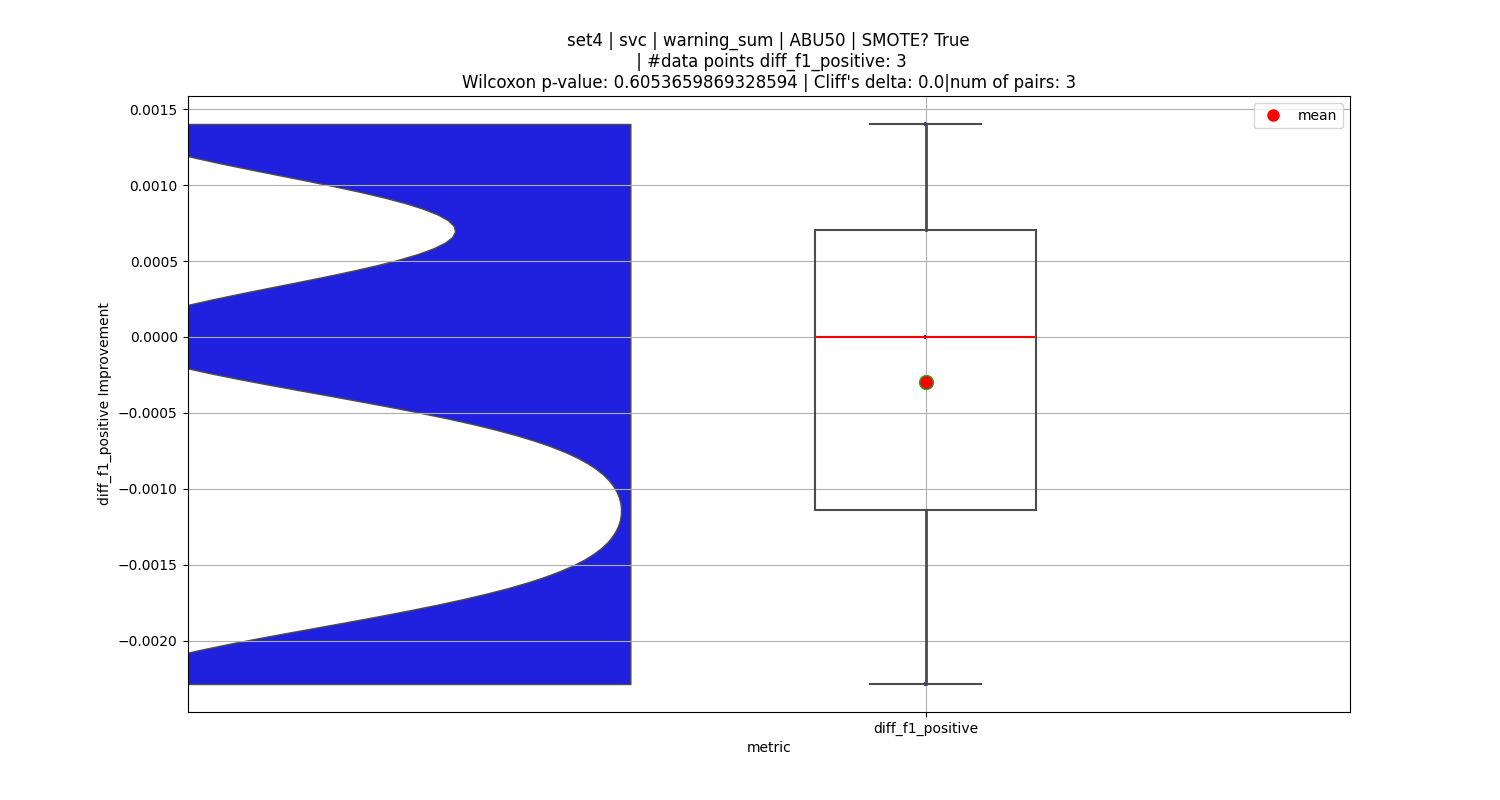 set4 | svc | warning_sum | ABU50 | SMOTE? True
| #data points diff_f1_positive: 3
Wilcoxon p-value: 0.6053659869328594 | Cliff's delta: 0.0|num of pairs: 3
mean
0.0015
0.0010
0.0005
0.0000
−0.0005
−0.0010
−0.0015
−0.0020
diff_f1_positive Improvement
diff_f1_positive
metric